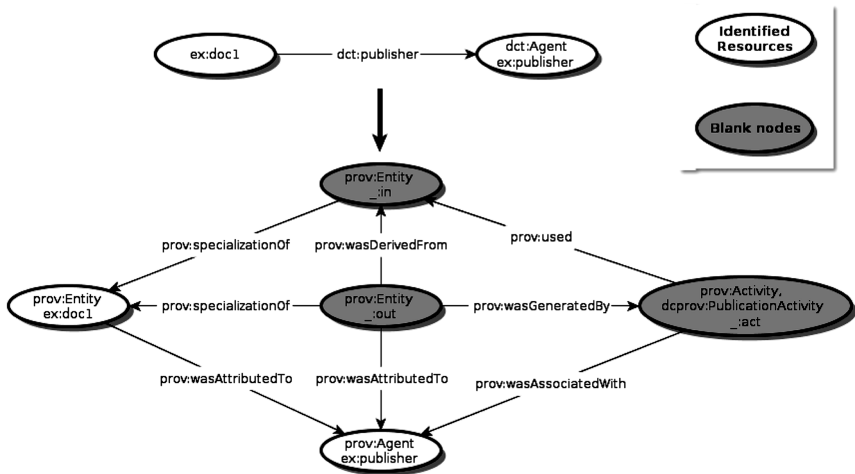 Identified
Resources
ex:doc1
dct:publisher
dct:Agent
ex:publisher
Blank nodes
prov:Entity
_:in
prov:specializationOf
prov:wasDerivedFrom
prov:used
prov:Entity
ex:doc1
prov:specializationOf
prov:Entity
_:out
prov:wasGeneratedBy
prov:Activity,
dcprov:PublicationActivity
_:act
prov:wasAttributedTo
prov:wasAttributedTo
prov:wasAssociatedWith
prov:Agent
ex:publisher